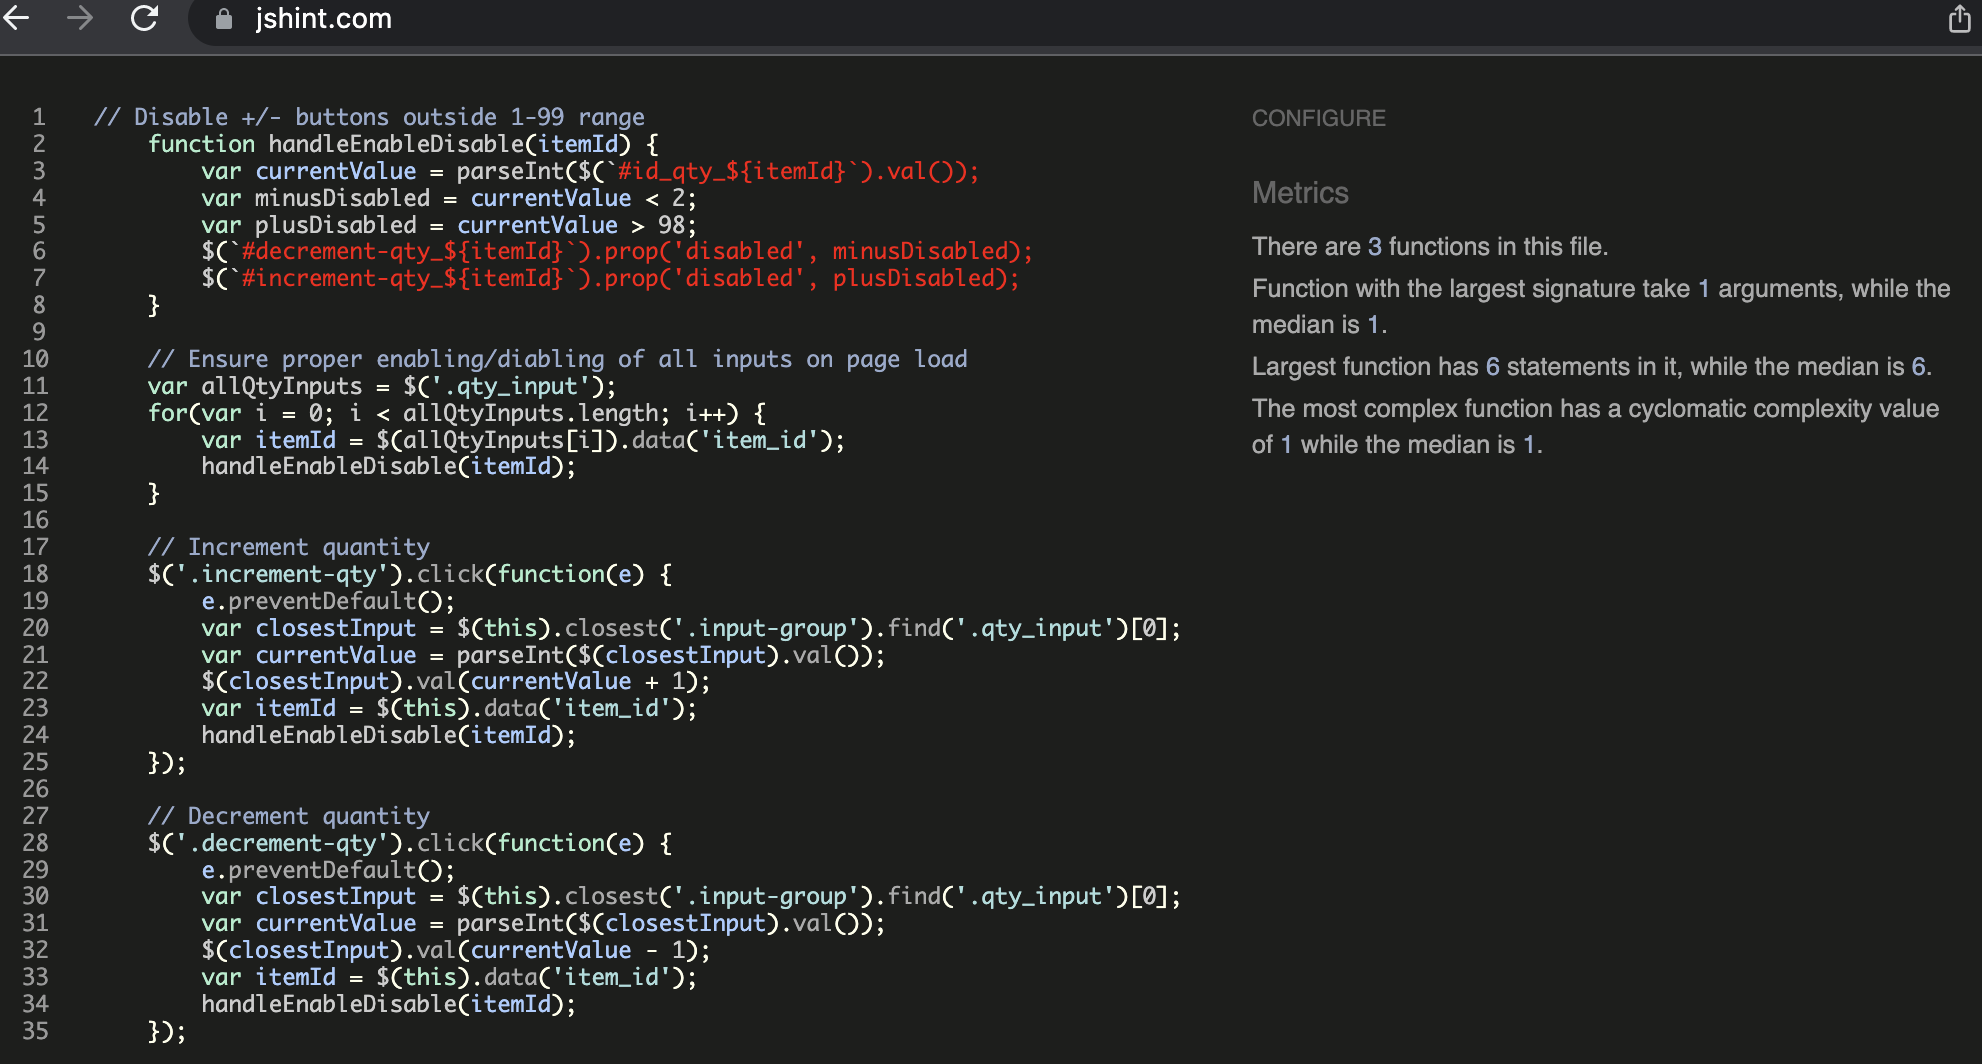 jshint.com
1 // Disable +/- buttons outside 1-99 range
2 function handleEnableDisable(itemId) {
3 var currentValue = parseInt($(`#id_qty_${itemId}`).val());
4 var minusDisabled = currentValue < 2;
5 var plusDisabled = currentValue > 98;
6 $(`#decrement-qty_${itemId}`).prop('disabled', minusDisabled);
7 $(`#increment-qty_${itemId}`).prop('disabled', plusDisabled);
8 }
9
10 // Ensure proper enabling/diabling of all inputs on page load
11 var allQtyInputs = $('.qty_input');
12 for(var i = 0; i < allQtyInputs.length; i++) {
13 var itemId = $(allQtyInputs[i]).data('item_id');
14 handleEnableDisable(itemId);
15 }
16
17 // Increment quantity
18 $('.increment-qty').click(function(e) {
19 e.preventDefault();
20 var closestInput = $(this).closest('.input-group').find('.qty_input')[0];
21 var currentValue = parseInt($(closestInput).val());
22 $(closestInput).val(currentValue + 1);
23 var itemId = $(this).data('item_id');
24 handleEnableDisable(itemId);
25 });
26
27 // Decrement quantity
28 $('.decrement-qty').click(function(e) {
29 e.preventDefault();
30 var closestInput = $(this).closest('.input-group').find('.qty_input')[0];
31 var currentValue = parseInt($(closestInput).val());
32 $(closestInput).val(currentValue - 1);
33 var itemId = $(this).data('item_id');
34 handleEnableDisable(itemId);
35 });
CONFIGURE
Metrics
There are 3 functions in this file.
Function with the largest signature take 1 arguments, while the
median is 1.
Largest function has 6 statements in it, while the median is 6.
The most complex function has a cyclomatic complexity value
of 1 while the median is 1.